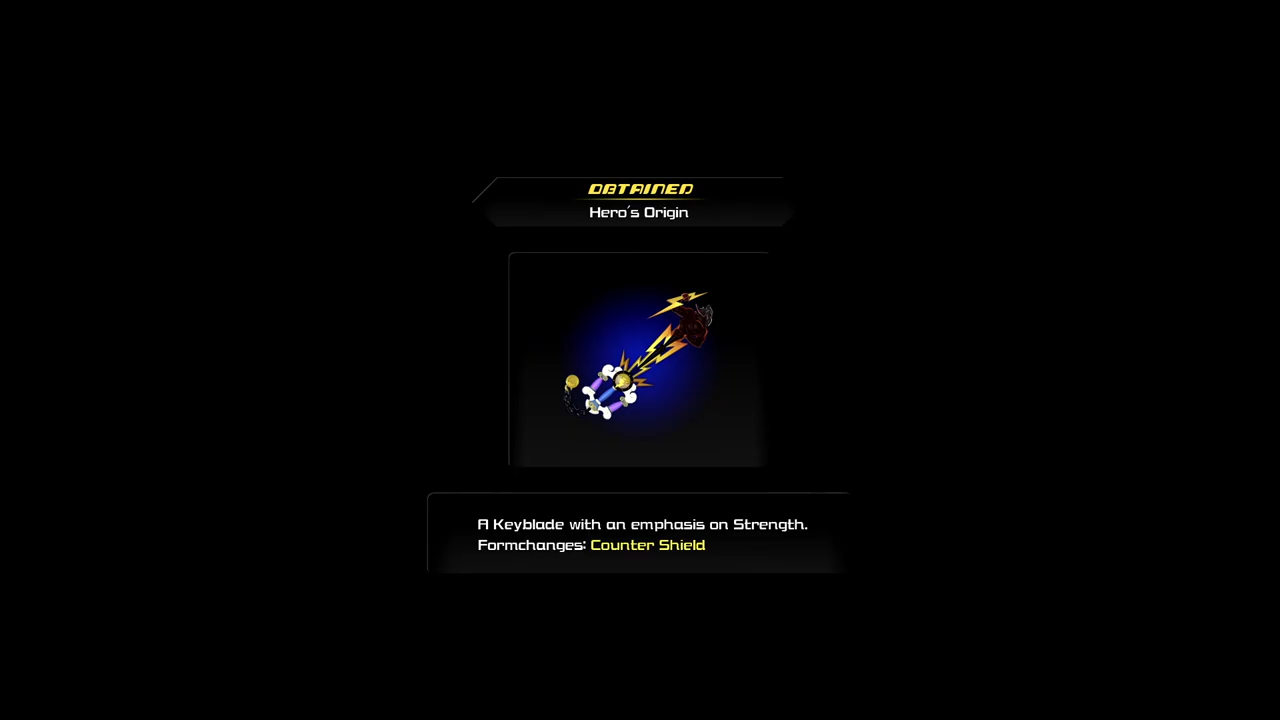 OBTAINED
Hero's Origin
A Keyblade with an emphasis on Strength.
Formchanges: Counter Shield